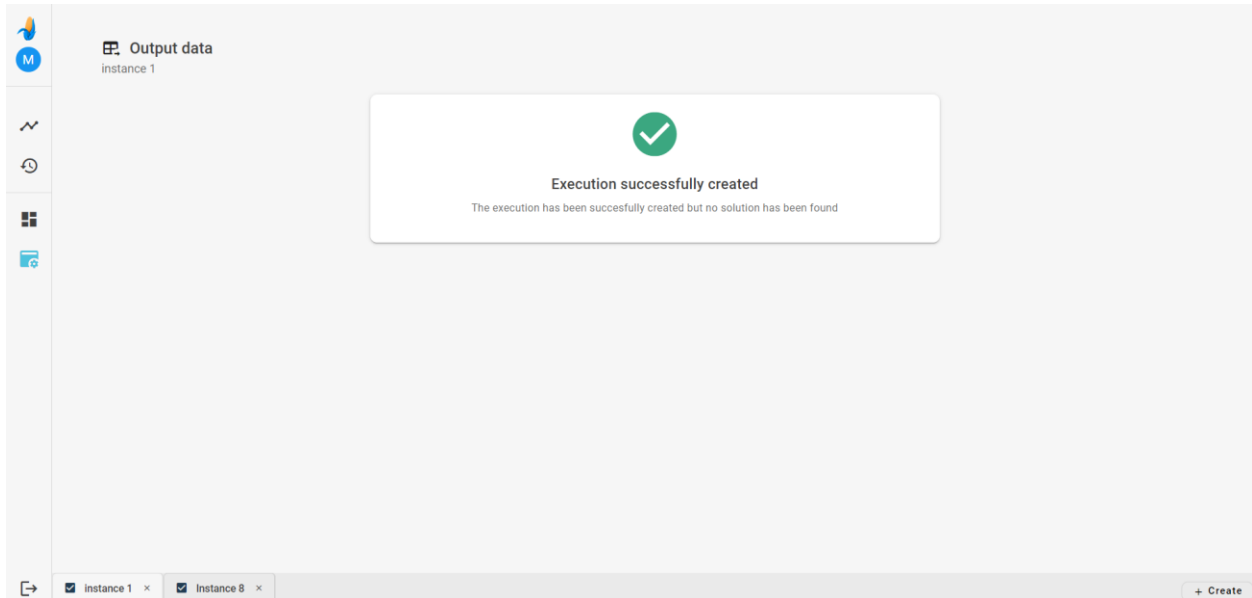 M
Output data
instance 1
Execution successfully created
The execution has been succesfully created but no solution has been found
instance 1 ×
Instance 8 ×
+ Create